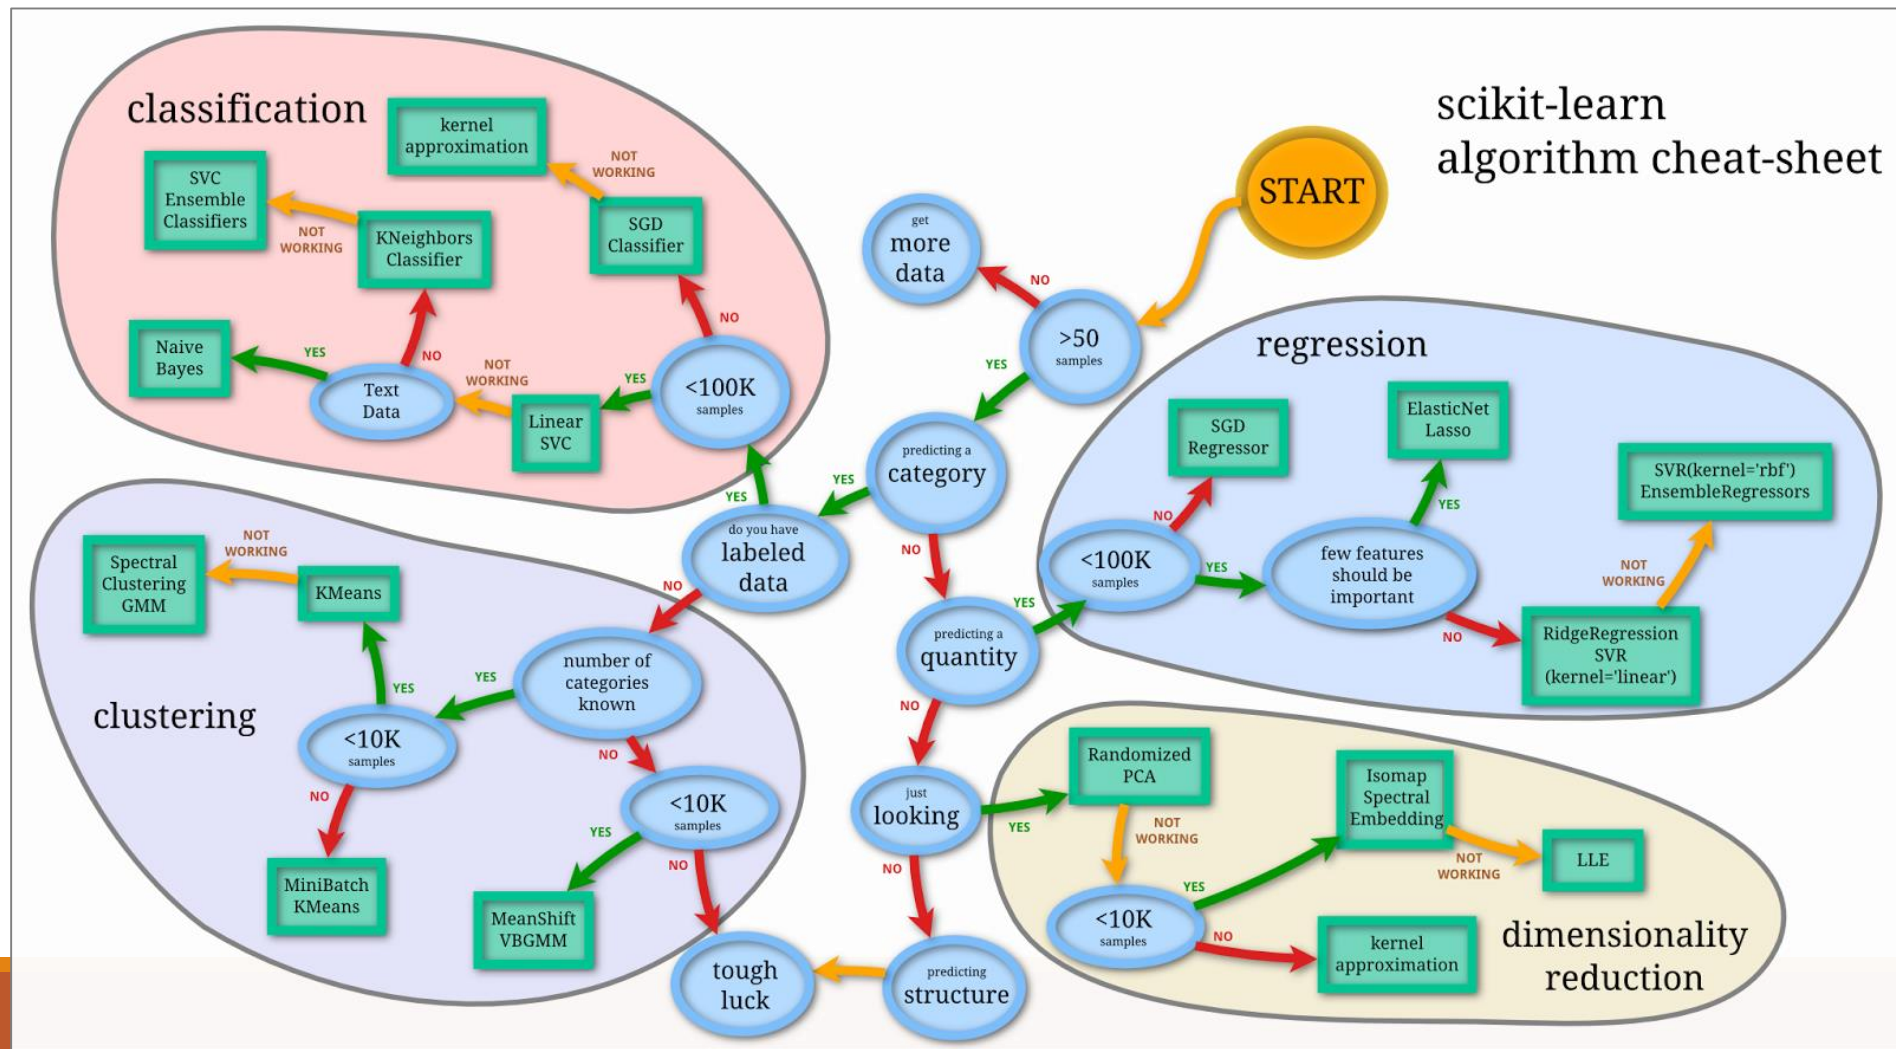 scikit-learn
algorithm cheat-sheet
START
classification
kernel
approximation
NOT
WORKING
SVC
Ensemble
Classifiers
NOT
WORKING
KNeighbors
Classifier
SGD
Classifier
NO
Naive
Bayes
YES
NO
Text
Data
NOT
WORKING
Linear
SVC
YES
<100K
samples
YES
get
more
data
NO
>50
samples
YES
predicting a
category
YES
do you have
labeled
data
NO
NO
predicting a
quantity
YES
NO
just
looking
YES
NO
predicting
structure
tough
luck
regression
SGD
Regressor
ElasticNet
Lasso
SVR(kernel='rbf')
EnsembleRegressors
NO
YES
<100K
samples
YES
few features
should be
important
NOT
WORKING
NO
RidgeRegression
SVR
(kernel='linear')
clustering
Spectral
Clustering
GMM
NOT
WORKING
KMeans
number of
categories
known
YES
YES
<10K
samples
NO
NO
<10K
samples
YES
NO
MiniBatch
KMeans
MeanShift
VBGMM
Randomized
PCA
NOT
WORKING
Isomap
Spectral
Embedding
NOT
WORKING
LLE
YES
<10K
samples
NO
kernel
approximation
dimensionality
reduction